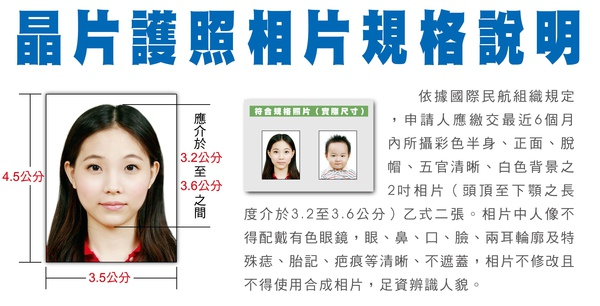 晶片護照相片規格說明
4.5公分
應介於
3.2公分
至
3.6公分
之間
3.5公分
符合規格照片（實際尺寸）
依據國際民航組織規定
，申請人應繳交最近6個月
內所攝彩色半身、正面、脫
帽、五官清晰、白色背景之
2吋相片（頭頂至下顎之長
度介於3.2至3.6公分）乙式二張。相片中人像不
得配戴有色眼鏡，眼、鼻、口、臉、兩耳輪廓及特
殊痣、胎記、疤痕等清晰、不遮蓋，相片不修改且
不得使用合成相片，足資辨識人貌。